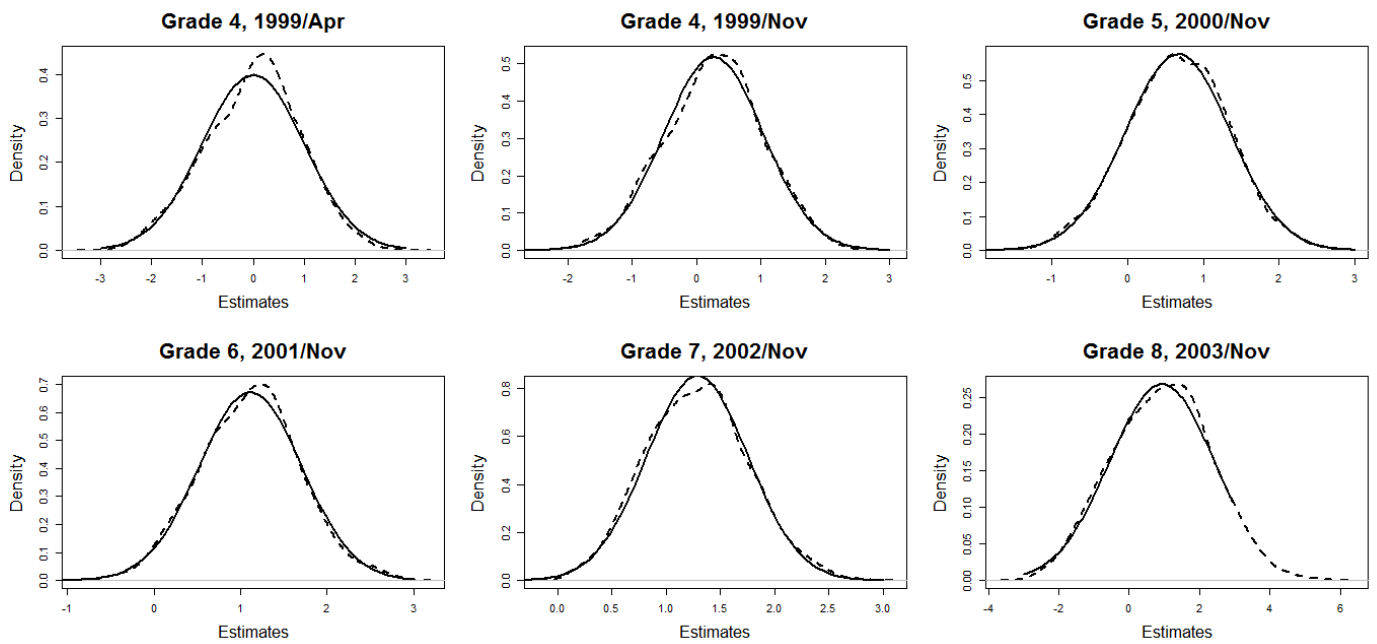 Grade 4, 1999/Apr
Density
0.0 0.1 0.2 0.3 0.4
-3 -2 -1 0 1 2 3
Estimates
Grade 4, 1999/Nov
Density
0.0 0.1 0.2 0.3 0.4 0.5
-2 -1 0 1 2 3
Estimates
Grade 5, 2000/Nov
Density
0.0 0.1 0.2 0.3 0.4 0.5
-1 0 1 2 3
Estimates
Grade 6, 2001/Nov
Density
0.0 0.1 0.2 0.3 0.4 0.5 0.6 0.7
-1 0 1 2 3
Estimates
Grade 7, 2002/Nov
Density
0.0 0.2 0.4 0.6 0.8
0.0 0.5 1.0 1.5 2.0 2.5 3.0
Estimates
Grade 8, 2003/Nov
Density
0.00 0.05 0.10 0.15 0.20 0.25
-4 -2 0 2 4 6
Estimates